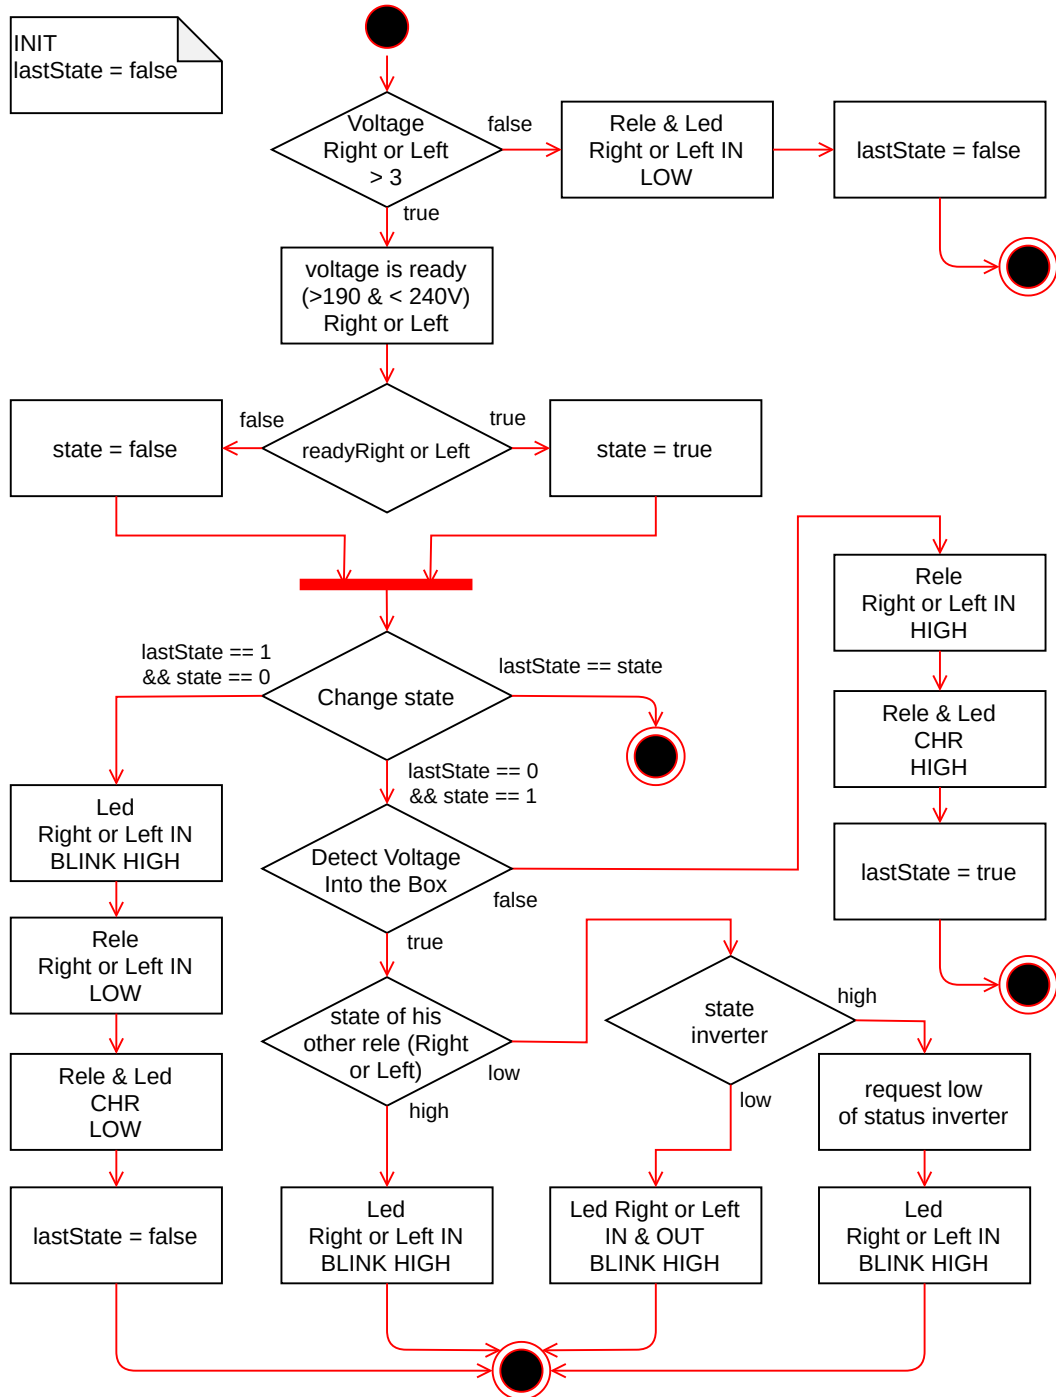 INIT
lastState = false
Voltage
Right or Left
> 3
false
Rele & Led
Right or Left IN
LOW
lastState = false
true
voltage is ready
(>190 & < 240V)
Right or Left
state = false
false
readyRight or Left
true
state = true
lastState == 1
&& state == 0
Change state
lastState == state
lastState == 0
&& state == 1
Rele
Right or Left IN
HIGH
Rele & Led
CHR
HIGH
lastState = true
Led
Right or Left IN
BLINK HIGH
Detect Voltage
Into the Box
false
true
Rele
Right or Left IN
LOW
state of his
other rele (Right
or Left)
low
high
state
inverter
high
low
Rele & Led
CHR
LOW
request low
of status inverter
lastState = false
Led
Right or Left IN
BLINK HIGH
Led Right or Left
IN & OUT
BLINK HIGH
Led
Right or Left IN
BLINK HIGH